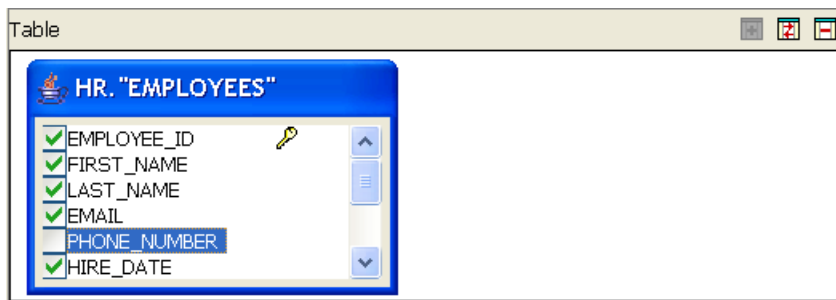 Table
HR."EMPLOYEES"
EMPLOYEE_ID
FIRST_NAME
LAST_NAME
EMAIL
PHONE_NUMBER
HIRE_DATE